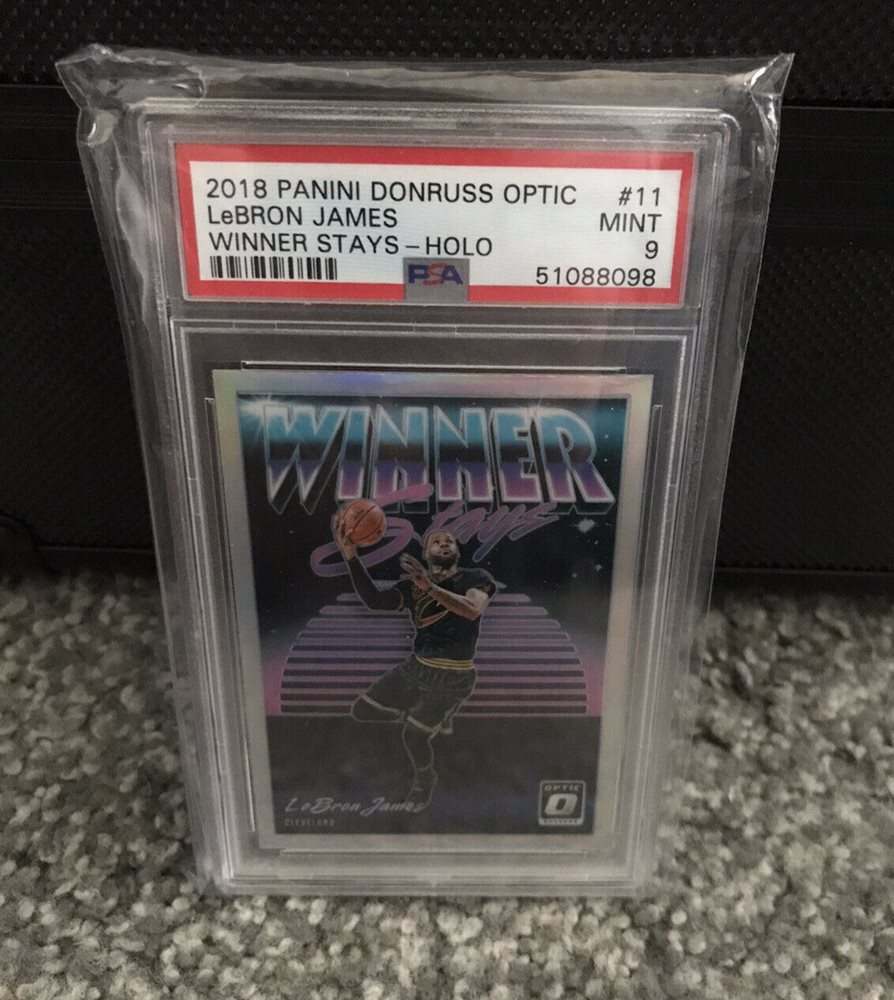 2018 PANINI DONRUSS OPTIC #11
LeBRON JAMES MINT
WINNER STAYS - HOLO 9
PSA 51088098
WINNER
Stays
LeBron James
CLEVELAND
OPTIC
DONRUSS